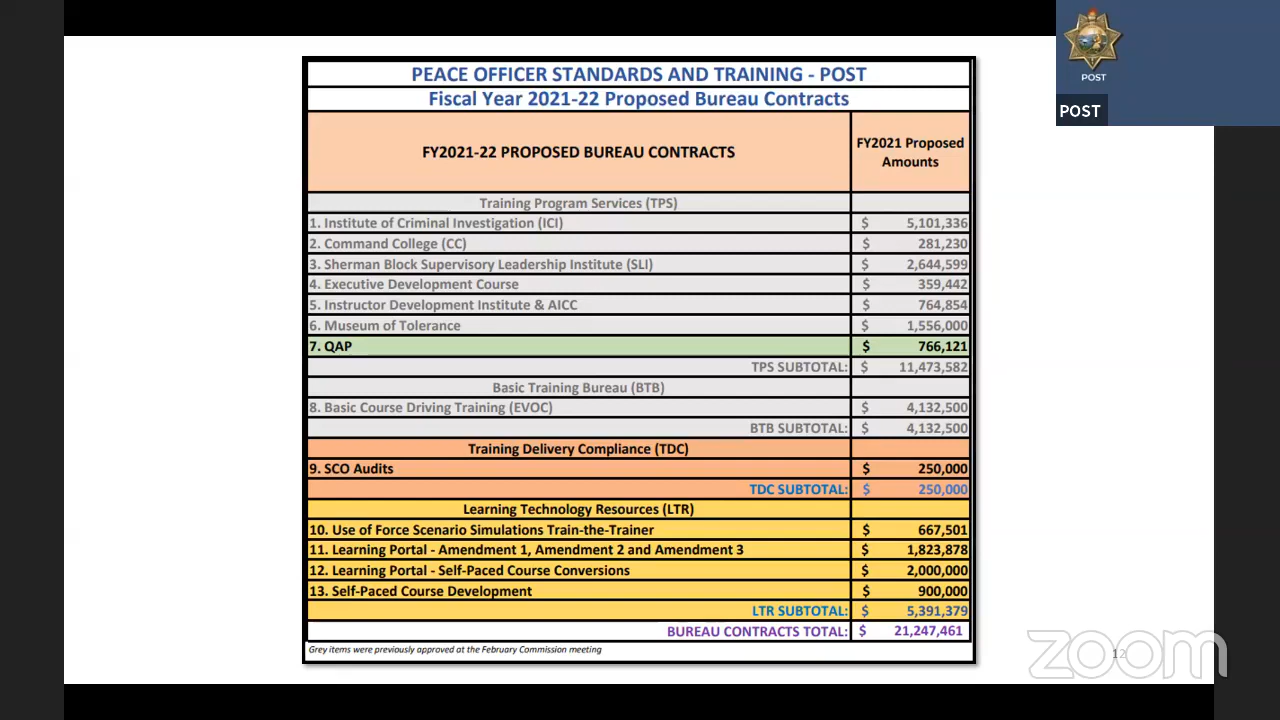 PEACE OFFICER STANDARDS AND TRAINING - POST
Fiscal Year 2021-22 Proposed Bureau Contracts
FY2021-22 PROPOSED BUREAU CONTRACTS
FY2021 Proposed
Amounts
Training Program Services (TPS)
1. Institute of Criminal Investigation (ICI) $ 5,101,336
2. Command College (CC) $ 281,230
3. Sherman Block Supervisory Leadership Institute (SLI) $ 2,644,599
4. Executive Development Course $ 359,442
5. Instructor Development Institute & AICC $ 764,854
6. Museum of Tolerance $ 1,556,000
7. QAP $ 766,121
TPS SUBTOTAL: $ 11,473,582
Basic Training Bureau (BTB)
8. Basic Course Driving Training (EVOC) $ 4,132,500
BTB SUBTOTAL: $ 4,132,500
Training Delivery Compliance (TDC)
9. SCO Audits $ 250,000
TDC SUBTOTAL: $ 250,000
Learning Technology Resources (LTR)
10. Use of Force Scenario Simulations Train-the-Trainer $ 667,501
11. Learning Portal - Amendment 1, Amendment 2 and Amendment 3 $ 1,823,878
12. Learning Portal - Self-Paced Course Conversions $ 2,000,000
13. Self-Paced Course Development $ 900,000
LTR SUBTOTAL: $ 5,391,379
BUREAU CONTRACTS TOTAL: $ 21,247,461
Grey items were previously approved at the February Commission meeting
POST
POST
12
zoom